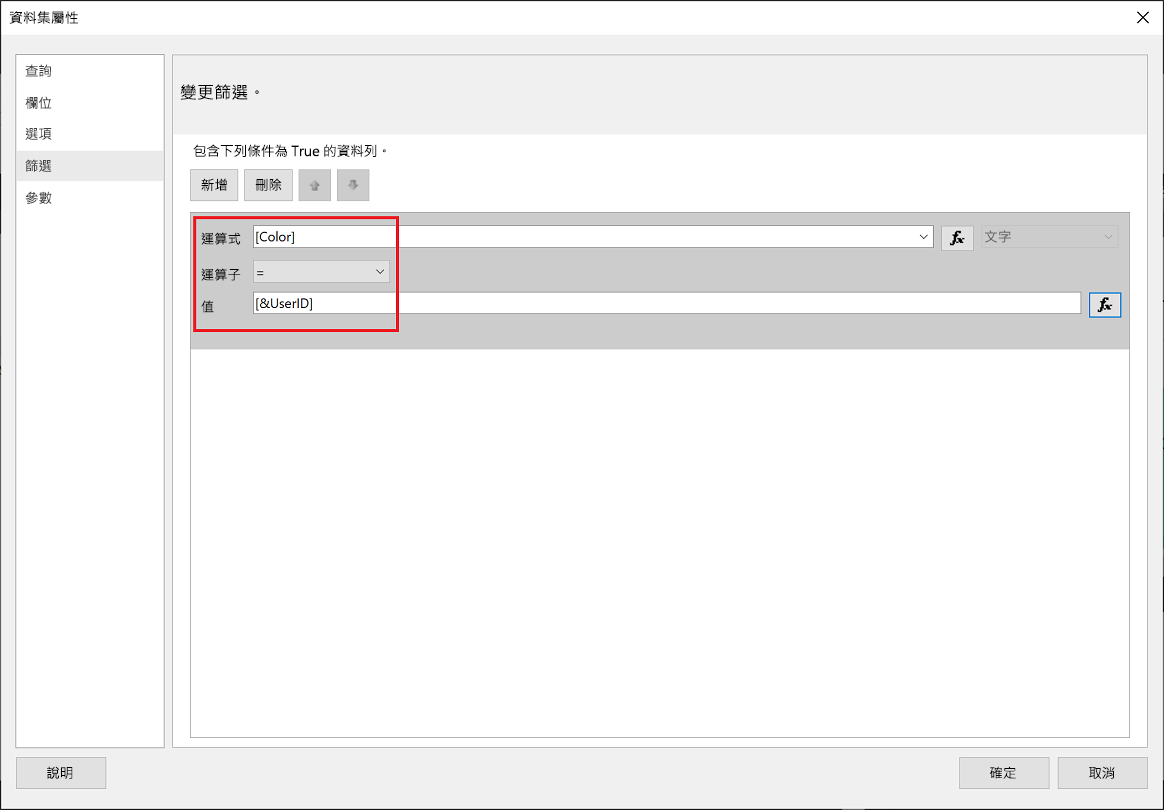 資料集屬性
查詢
欄位
選項
篩選
參數
變更篩選。
包含下列條件為 True 的資料列。
新增 刪除
運算式 [Color] fx 文字
運算子 =
值 [&UserID] fx
說明 確定 取消